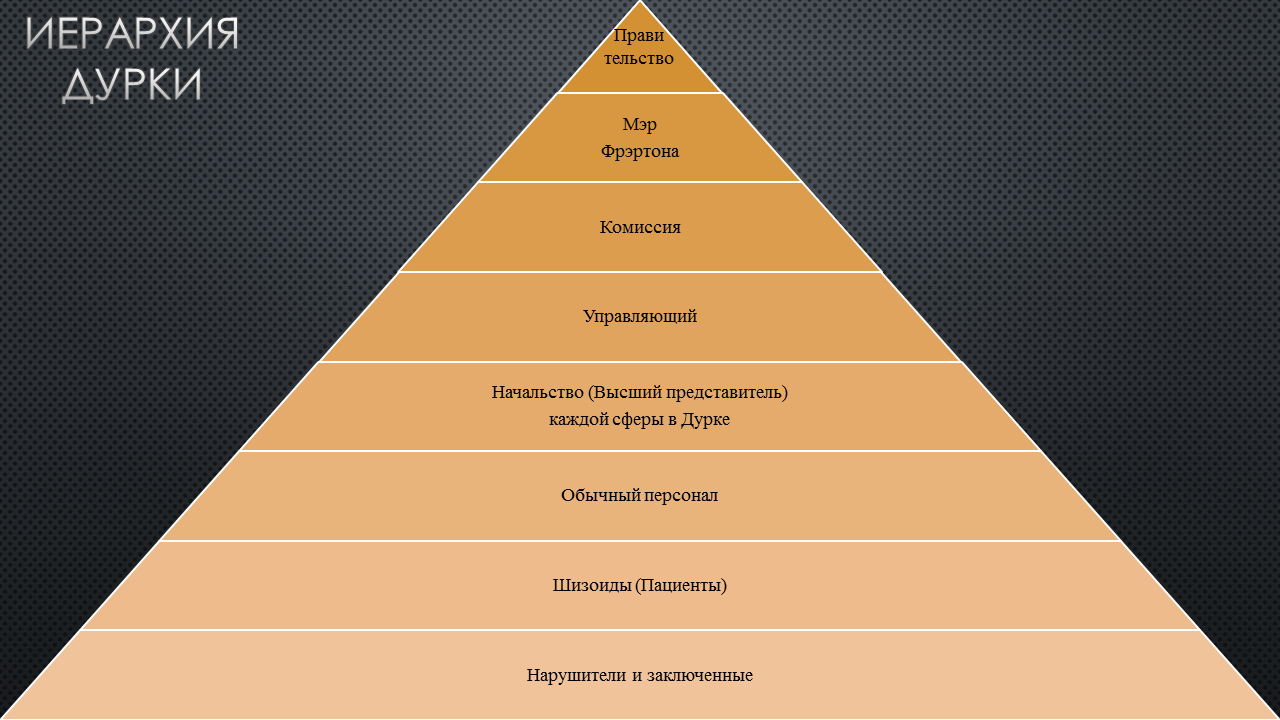 ИЕРАРХИЯ
ДУРКИ
Прави
тельство
Мэр
Фрэртона
Комиссия
Управляющий
Начальство (Высший представитель)
каждой сферы в Дурке
Обычный персонал
Шизоиды (Пациенты)
Нарушители и заключенные